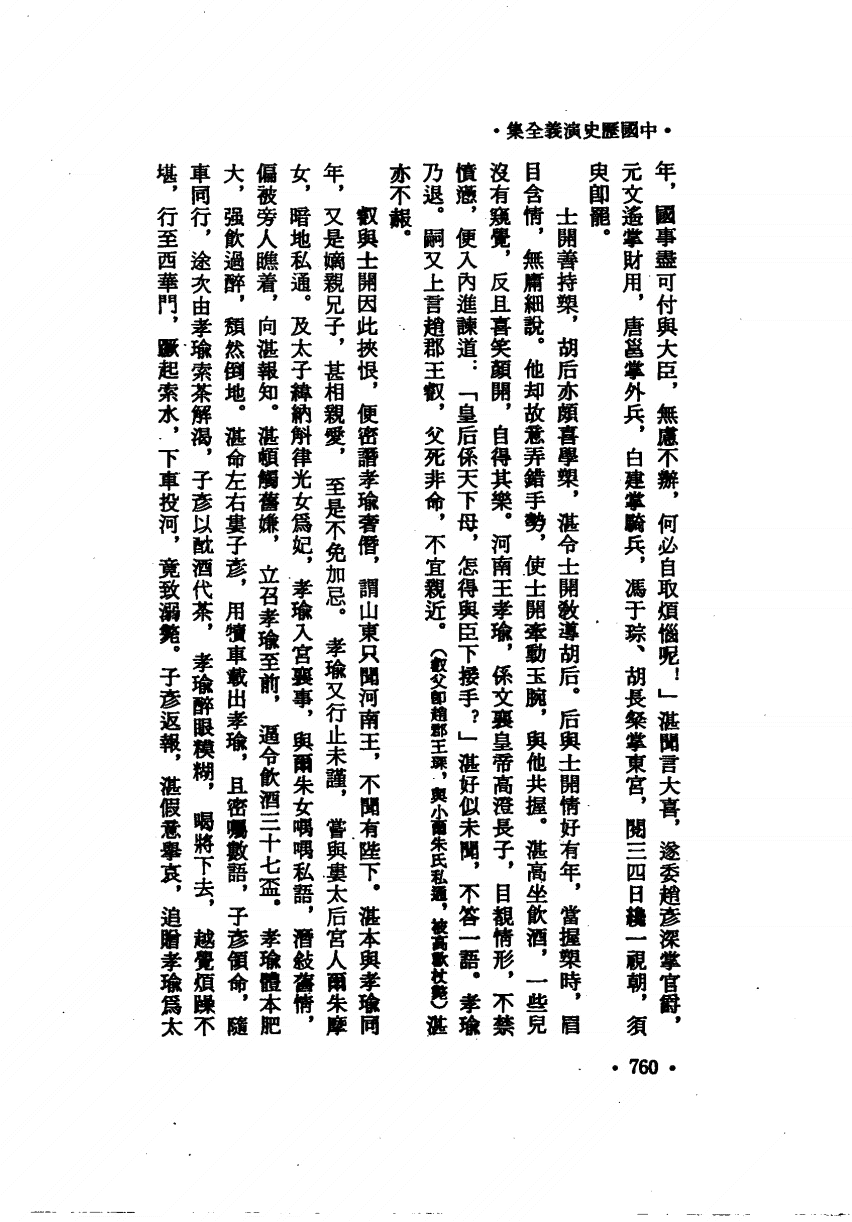 •中國歷史演義全集•
年，國事盡可付與大臣，無慮不辦，何必自取煩惱呢！」湛聞言大喜，遂委趙彥深掌官爵，
元文遙掌財用，唐邕掌外兵，白建掌騎兵，馮于琮、胡長粲掌東宮，閱三四日纔一視朝，須
臾卽罷。
士開善持槊，胡后亦頗喜學槊，湛令士開敎導胡后。后與士開情好有年，當握槊時，眉
目含情，無庸細說。他却故意弄錯手勢，使士開牽動玉腕，與他共握。湛高坐飲酒，一些兒
沒有窺覺，反且喜笑顏開，自得其樂。河南王孝瑜，係文襄皇帝高澄長子，目覩情形，不禁
憤懣，便入內進諫道：「皇后係天下母，怎得與臣下接手？」湛好似未聞，不答一語。孝瑜
乃退。嗣又上言趙郡王叡，父死非命，不宜親近。（叡父卽趙郡王琛，與小爾朱氏私通，被高歡杖斃）湛
亦不報。
叡與士開因此挾恨，便密譖孝瑜奢僭，謂山東只聞河南王，不聞有陛下。湛本與孝瑜同
年，又是嫡親兄子，甚相親愛，至是不免加忌。孝瑜又行止未謹，嘗與婁太后宮人爾朱摩
女，暗地私通。及太子緯納斛律光女爲妃，孝瑜入宮襄事，與爾朱女喁喁私語，潛敍舊情，
偏被旁人瞧着，向湛報知。湛頓觸舊嫌，立召孝瑜至前，逼令飲酒三十七盃。孝瑜體本肥
大，强飲過醉，頹然倒地。湛命左右婁子彥，用犢車載出孝瑜，且密囑數語，子彥領命，隨
車同行，途次由孝瑜索茶解渴，子彥以酖酒代茶，孝瑜醉眼模糊，喝將下去，越覺煩躁不
堪，行至西華門，蹶起索水，下車投河，竟致溺斃。子彥返報，湛假意舉哀，追贈孝瑜爲太
•760•